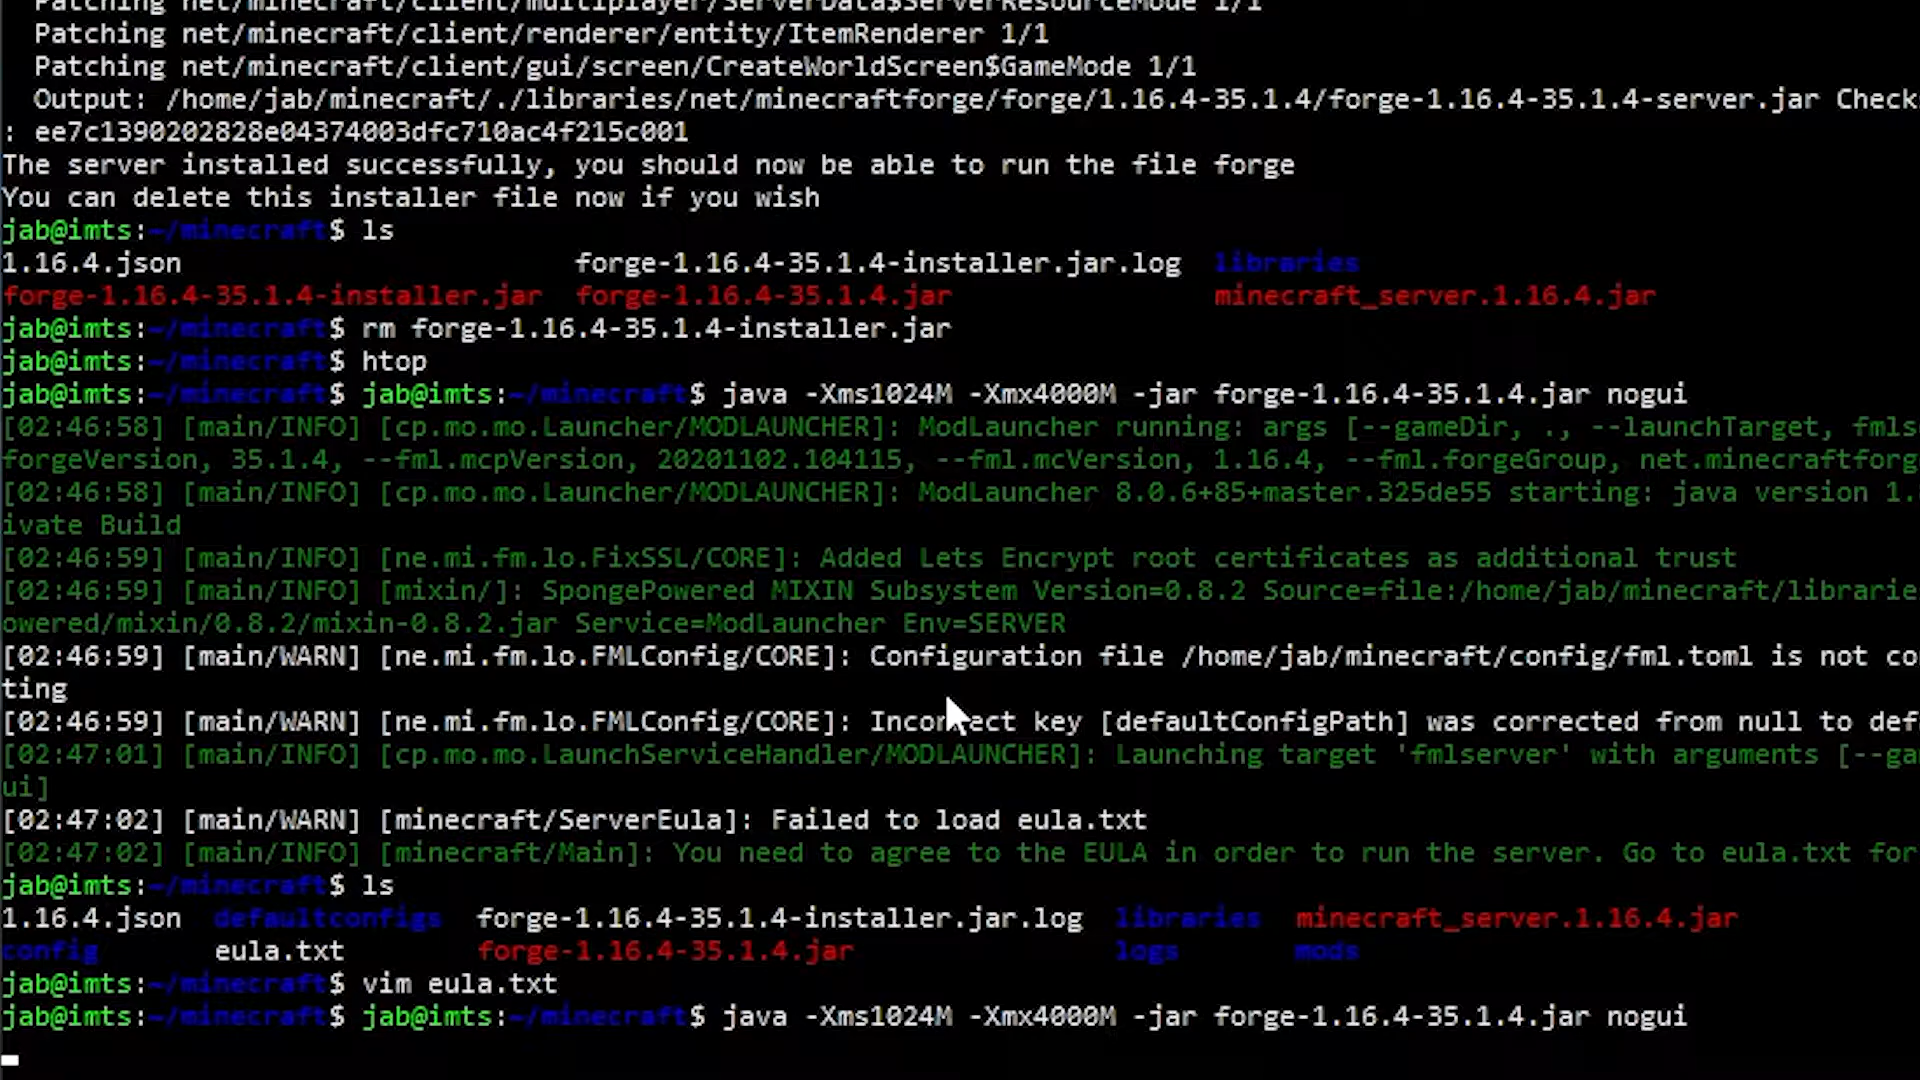 Patching net/minecraft/client/multiplayer/ServerData$ServerResourceMode 1/1
Patching net/minecraft/client/renderer/entity/ItemRenderer 1/1
Patching net/minecraft/client/gui/screen/CreateWorldScreen$GameMode 1/1
Output: /home/jab/minecraft/./libraries/net/minecraftforge/forge/1.16.4-35.1.4/forge-1.16.4-35.1.4-server.jar Check
: ee7c1390202828e04374003dfc710ac4f215c001
The server installed successfully, you should now be able to run the file forge
You can delete this installer file now if you wish
jab@imts:~/minecraft$ ls
1.16.4.json forge-1.16.4-35.1.4-installer.jar.log libraries
forge-1.16.4-35.1.4-installer.jar forge-1.16.4-35.1.4.jar minecraft_server.1.16.4.jar
jab@imts:~/minecraft$ rm forge-1.16.4-35.1.4-installer.jar
jab@imts:~/minecraft$ htop
jab@imts:~/minecraft$ jab@imts:~/minecraft$ java -Xms1024M -Xmx4000M -jar forge-1.16.4-35.1.4.jar nogui
[02:46:58] [main/INFO] [cp.mo.mo.Launcher/MODLAUNCHER]: ModLauncher running: args [--gameDir, ., --launchTarget, fmls
forgeVersion, 35.1.4, --fml.mcpVersion, 20201102.104115, --fml.mcVersion, 1.16.4, --fml.forgeGroup, net.minecraftforg
[02:46:58] [main/INFO] [cp.mo.mo.Launcher/MODLAUNCHER]: ModLauncher 8.0.6+85+master.325de55 starting: java version 1.
ivate Build
[02:46:59] [main/INFO] [ne.mi.fm.lo.FixSSL/CORE]: Added Lets Encrypt root certificates as additional trust
[02:46:59] [main/INFO] [mixin/]: SpongePowered MIXIN Subsystem Version=0.8.2 Source=file:/home/jab/minecraft/librarie
owered/mixin/0.8.2/mixin-0.8.2.jar Service=ModLauncher Env=SERVER
[02:46:59] [main/WARN] [ne.mi.fm.lo.FMLConfig/CORE]: Configuration file /home/jab/minecraft/config/fml.toml is not co
ting
[02:46:59] [main/WARN] [ne.mi.fm.lo.FMLConfig/CORE]: Incorrect key [defaultConfigPath] was corrected from null to def
[02:47:01] [main/INFO] [cp.mo.mo.LaunchServiceHandler/MODLAUNCHER]: Launching target 'fmlserver' with arguments [--ga
ui]
[02:47:02] [main/WARN] [minecraft/ServerEula]: Failed to load eula.txt
[02:47:02] [main/INFO] [minecraft/Main]: You need to agree to the EULA in order to run the server. Go to eula.txt for
jab@imts:~/minecraft$ ls
1.16.4.json defaultconfigs forge-1.16.4-35.1.4-installer.jar.log libraries minecraft_server.1.16.4.jar
config eula.txt forge-1.16.4-35.1.4.jar logs mods
jab@imts:~/minecraft$ vim eula.txt
jab@imts:~/minecraft$ jab@imts:~/minecraft$ java -Xms1024M -Xmx4000M -jar forge-1.16.4-35.1.4.jar nogui